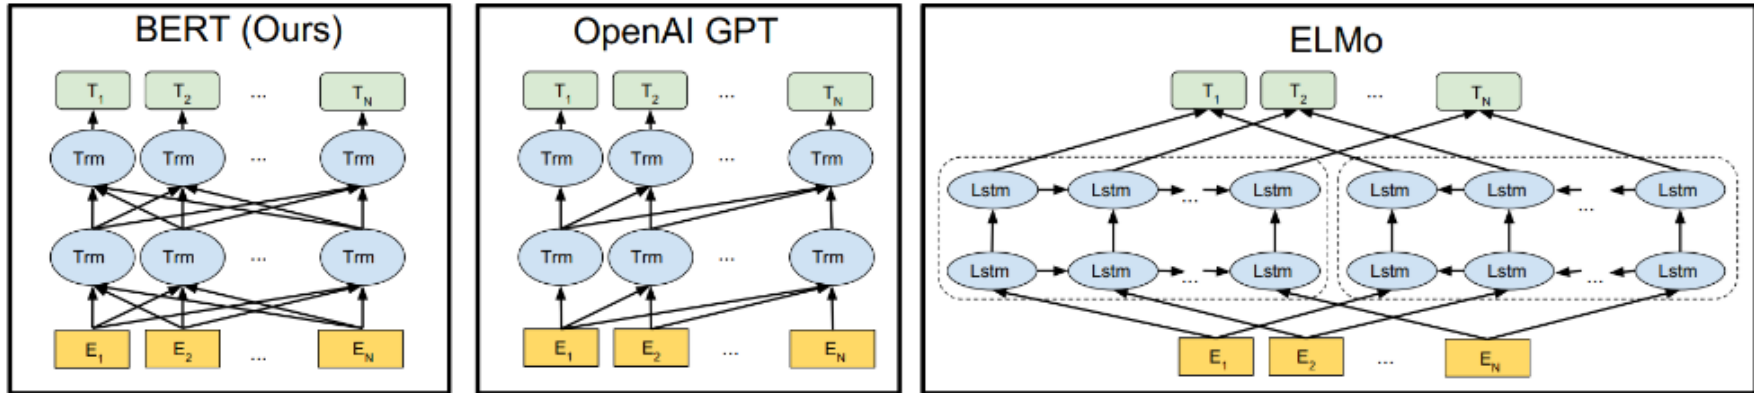 BERT (Ours)
T1 T2 ... TN
Trm Trm ... Trm
Trm Trm ... Trm
E1 E2 ... EN
OpenAI GPT
T1 T2 ... TN
Trm Trm ... Trm
Trm Trm ... Trm
E1 E2 ... EN
ELMo
T1 T2 ... TN
Lstm Lstm ... Lstm Lstm Lstm ... Lstm
Lstm Lstm ... Lstm Lstm Lstm ... Lstm
E1 E2 ... EN